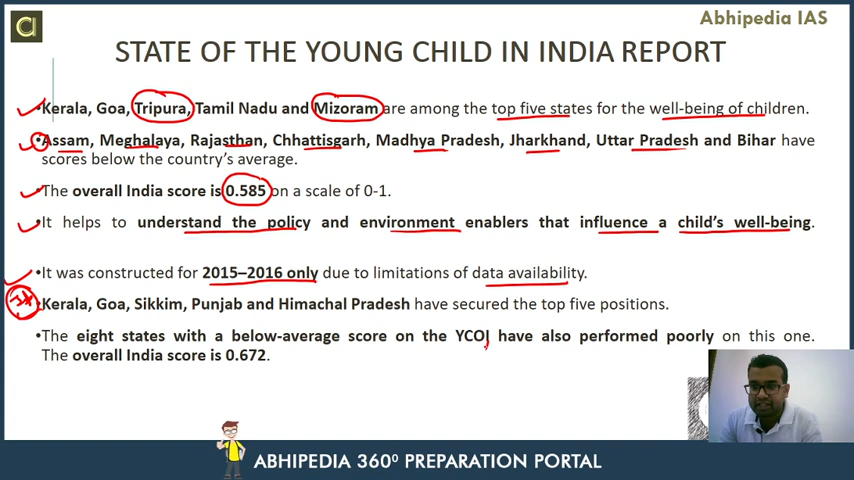 Abhipedia IAS
STATE OF THE YOUNG CHILD IN INDIA REPORT
•Kerala, Goa, Tripura, Tamil Nadu and Mizoram are among the top five states for the well-being of children.
•Assam, Meghalaya, Rajasthan, Chhattisgarh, Madhya Pradesh, Jharkhand, Uttar Pradesh and Bihar have
scores below the country's average.
•The overall India score is 0.585 on a scale of 0-1.
•It helps to understand the policy and environment enablers that influence a child's well-being.
•It was constructed for 2015–2016 only due to limitations of data availability.
•Kerala, Goa, Sikkim, Punjab and Himachal Pradesh have secured the top five positions.
•The eight states with a below-average score on the YCOI have also performed poorly on this one.
The overall India score is 0.672.
ABHIPEDIA 360⁰ PREPARATION PORTAL